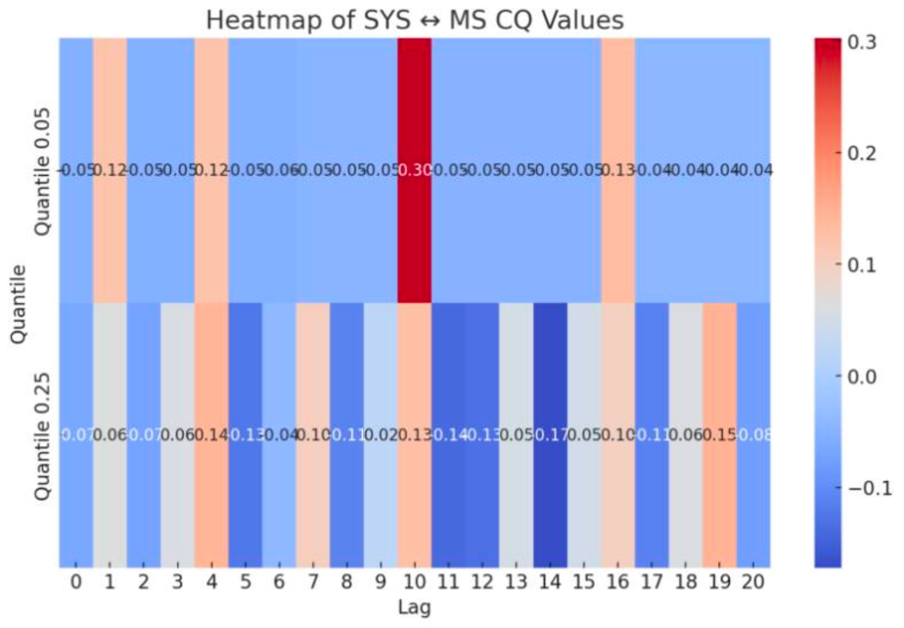 Heatmap of SYS ↔ MS CQ Values
Quantile
Quantile 0.05
-0.05 0.12 -0.05 -0.05 0.12 -0.05 -0.06 -0.05 -0.05 -0.05 0.30 -0.05 -0.05 -0.05 -0.05 -0.05 0.13 -0.04 -0.04 -0.04 -0.04
Quantile 0.25
-0.07 0.06 -0.07 0.06 0.14 -0.13 -0.04 0.10 -0.11 0.02 0.13 -0.14 -0.13 0.05 -0.17 0.05 0.10 -0.11 0.06 0.15 -0.08
0 1 2 3 4 5 6 7 8 9 10 11 12 13 14 15 16 17 18 19 20
Lag
0.3
0.2
0.1
0.0
−0.1